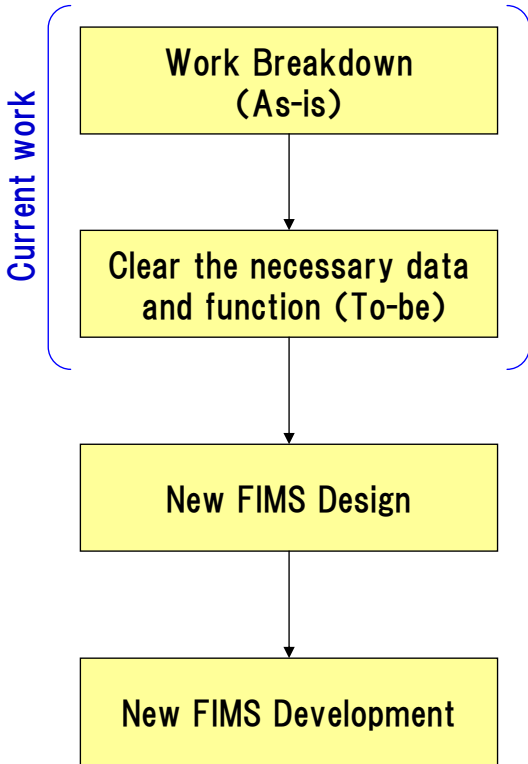 Current work
Work Breakdown
(As-is)
Clear the necessary data
and function (To-be)
New FIMS Design
New FIMS Development